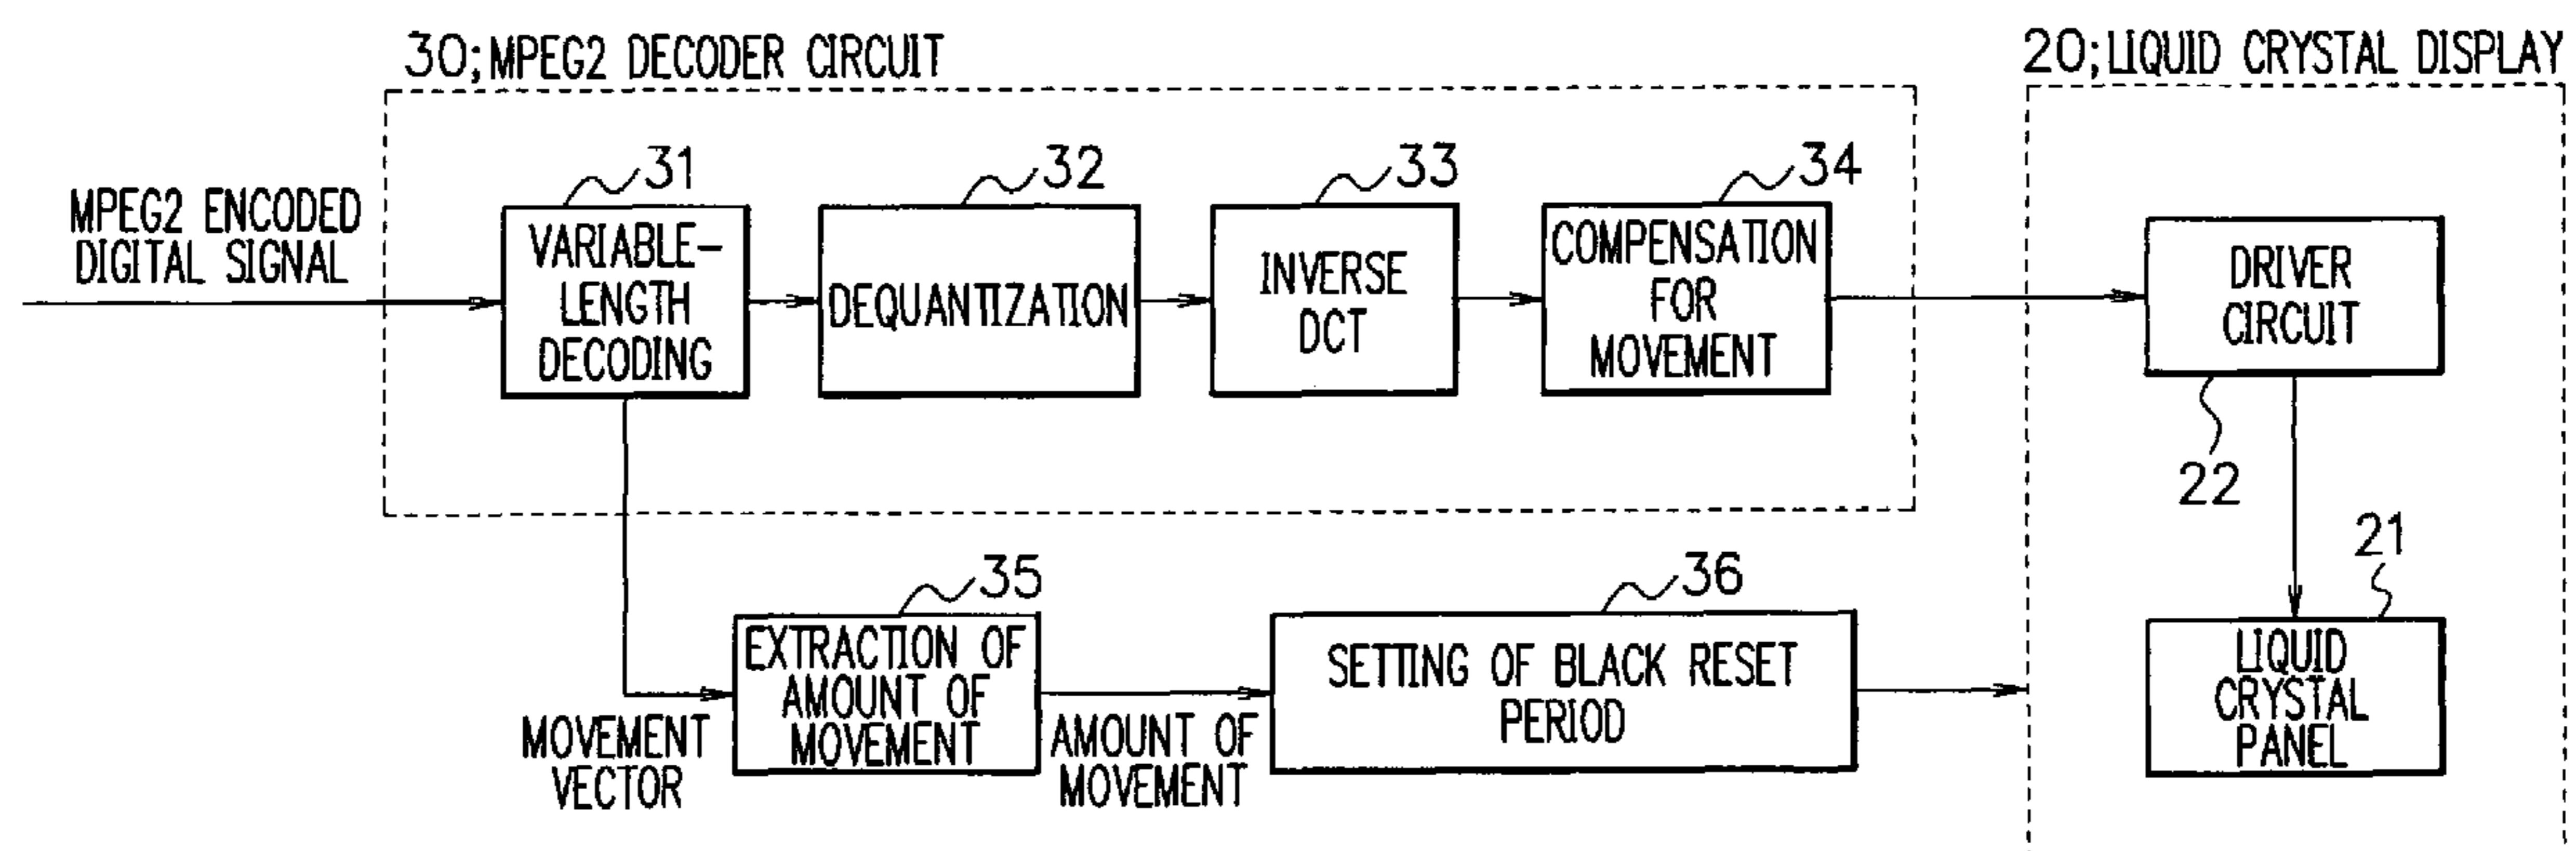 30; MPEG2 DECODER CIRCUIT
20; LIQUID CRYSTAL DISPLAY
MPEG2 ENCODED
DIGITAL SIGNAL
31
VARIABLE-
LENGTH
DECODING
32
DEQUANTIZATION
33
INVERSE
DCT
34
COMPENSATION
FOR
MOVEMENT
DRIVER
CIRCUIT
22
21
LIQUID
CRYSTAL
PANEL
MOVEMENT
VECTOR
35
EXTRACTION OF
AMOUNT OF
MOVEMENT
AMOUNT OF
MOVEMENT
36
SETTING OF BLACK RESET
PERIOD